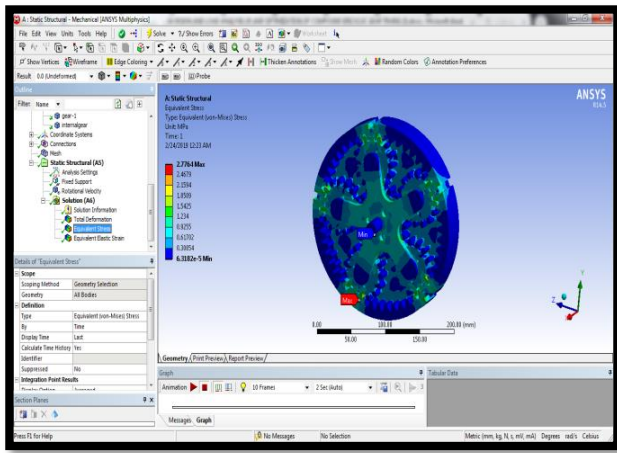 A : Static Structural - Mechanical [ANSYS Multiphysics]
File Edit View Units Tools Help Solve ?/ Show Errors Worksheet
Show Vertices Wireframe Edge Coloring Thicken Annotations Show Mesh Random Colors Annotation Preferences
Result 0.0 (Undeformed) Probe
Outline
Filter: Name
gear-1
internalgear
Coordinate Systems
Connections
Mesh
Static Structural (A5)
Analysis Settings
Fixed Support
Rotational Velocity
Solution (A6)
Solution Information
Total Deformation
Equivalent Stress
Equivalent Elastic Strain
Details of "Equivalent Stress"
Scope
Scoping Method Geometry Selection
Geometry All Bodies
Definition
Type Equivalent (von-Mises) Stress
By Time
Display Time Last
Calculate Time History Yes
Identifier
Suppressed No
Integration Point Results
Section Planes
A: Static Structural
Equivalent Stress
Type: Equivalent (von-Mises) Stress
Unit: MPa
Time: 1
2/24/2018 12:23 AM
2.7764 Max
2.4679
2.1594
1.8509
1.5425
1.234
0.9255
0.61702
0.30854
6.3182e-5 Min
ANSYS
R14.5
Min
Max
0.00 100.00 200.00 (mm)
50.00 150.00
Y
Z
X
Geometry Print Preview Report Preview
Graph
Animation 10 Frames 2 Sec (Auto)
Tabular Data
Messages Graph
Press F1 for Help No Messages No Selection Metric (mm, kg, N, s, mV, mA) Degrees rad/s Celsius